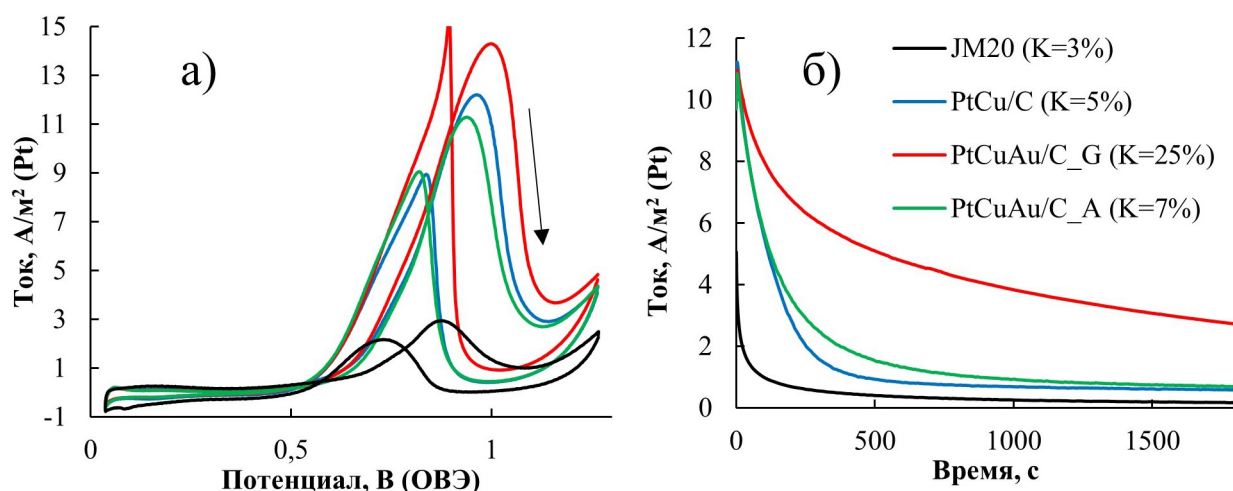 а)
Ток, А/м² (Pt)
15
13
11
9
7
5
3
1
-1
0
0,5
1
Потенциал, В (ОВЭ)
б)
Ток, А/м² (Pt)
12
10
8
6
4
2
0
0
500
1000
1500
Время, с
JM20 (K=3%)
PtCu/C (K=5%)
PtCuAu/C_G (K=25%)
PtCuAu/C_A (K=7%)